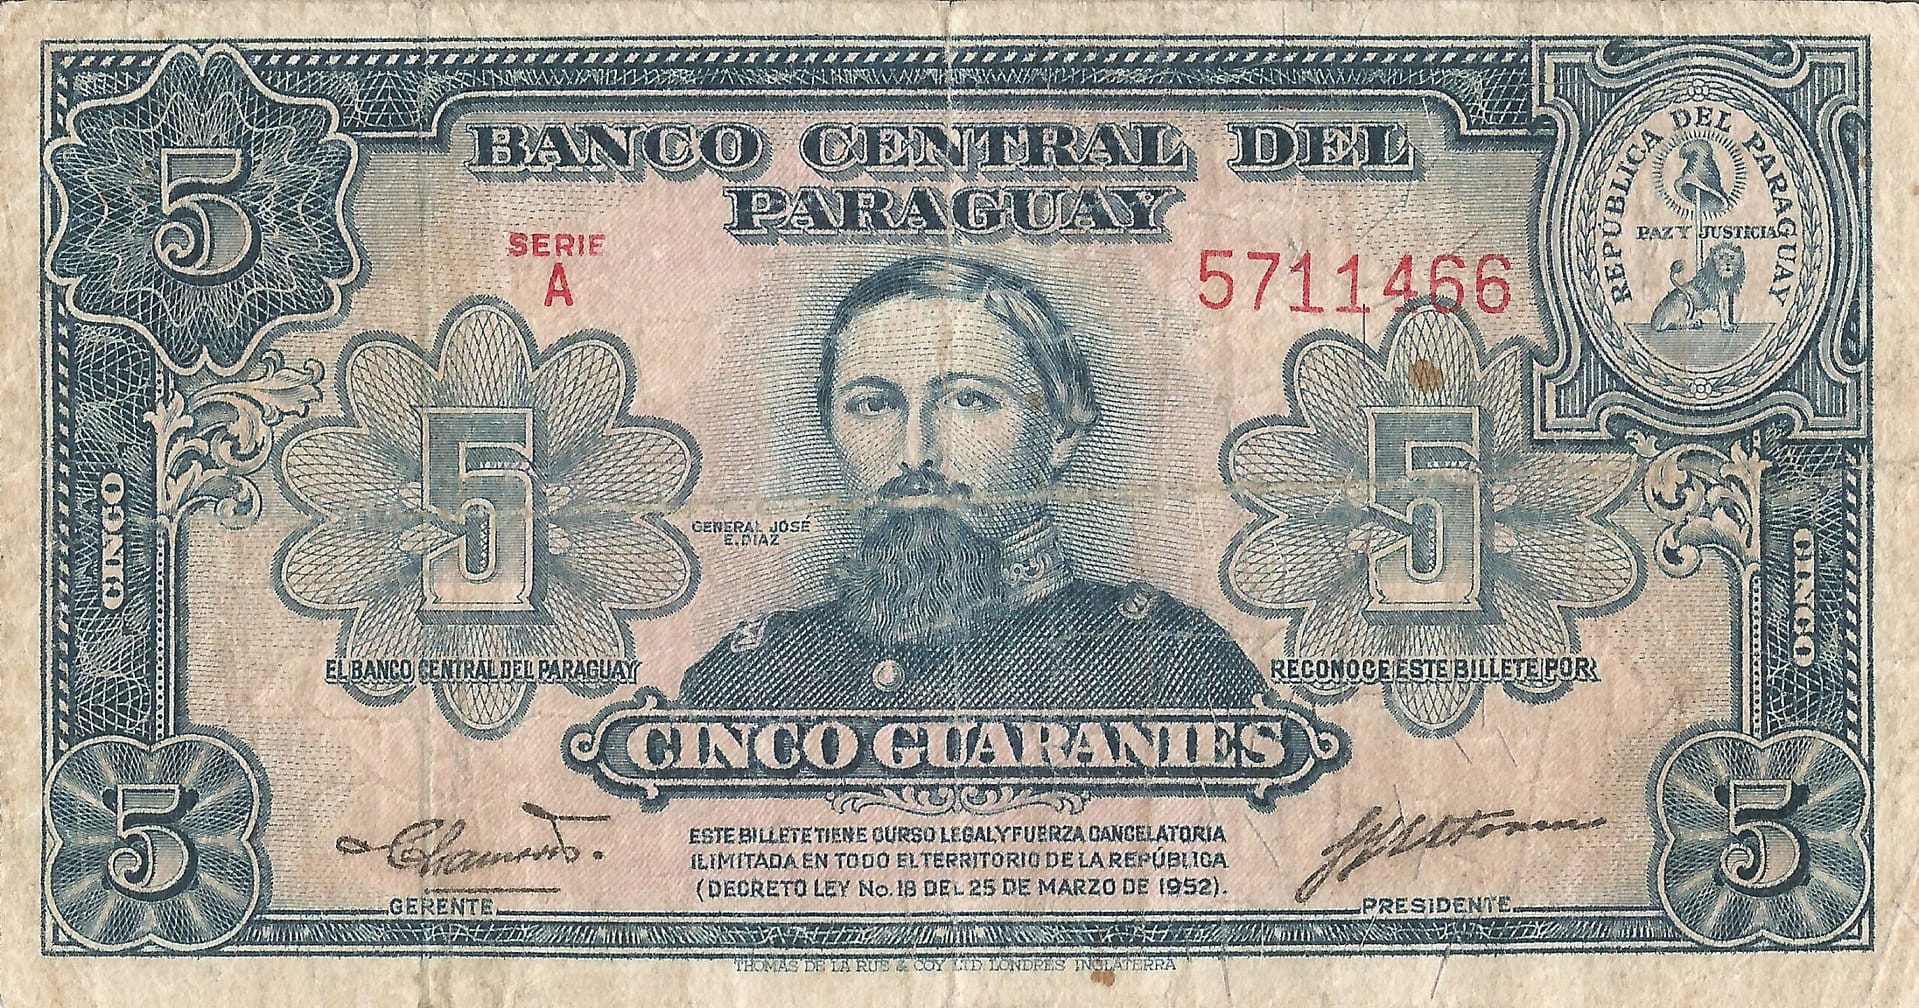 5
BANCO CENTRAL DEL
PARAGUAY
REPÚBLICA DEL PARAGUAY
PAZ Y JUSTICIA
SERIE
A
5711466
5
5
CINCO
CINCO
GENERAL JOSÉ
E. DIAZ
EL BANCO CENTRAL DEL PARAGUAY
RECONOCE ESTE BILLETE POR
CINCO GUARANIES
5
5
ESTE BILLETE TIENE CURSO LEGAL Y FUERZA CANCELATORIA
ILIMITADA EN TODO EL TERRITORIO DE LA REPÚBLICA
(DECRETO LEY No. 18 DEL 25 DE MARZO DE 1952).
GERENTE
PRESIDENTE
THOMAS DE LA RUE & COY LTD. LONDRES INGLATERRA